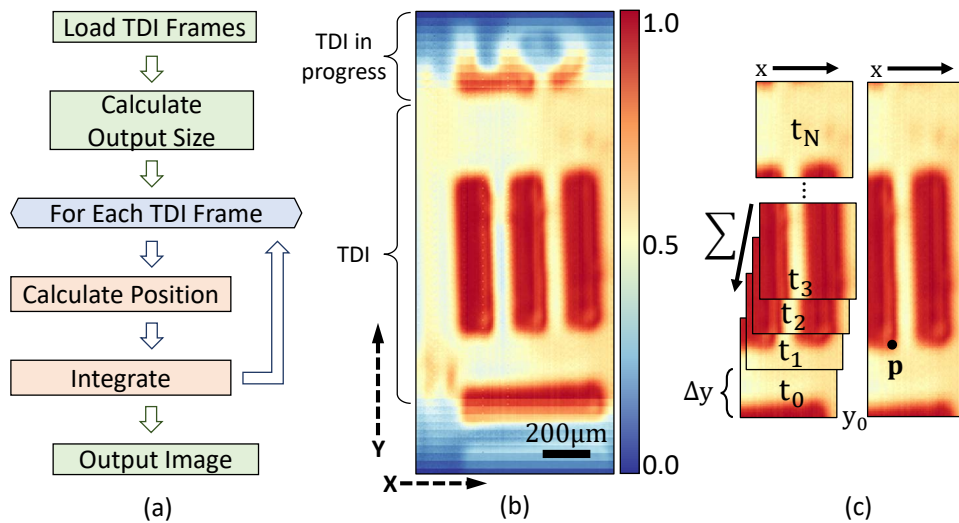 Load TDI Frames
Calculate
Output Size
For Each TDI Frame
Calculate Position
Integrate
Output Image
(a)
TDI in
progress
TDI
Y
X
200μm
1.0
0.5
0.0
(b)
x
x
t_N
⋮
∑
t_3
t_2
t_1
t_0
Δy
y_0
p
(c)